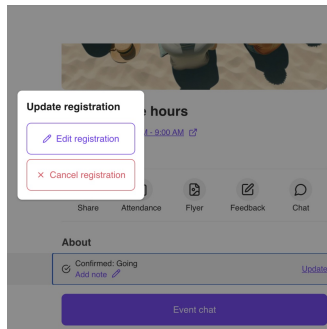 Update registration
Edit registration
Cancel registration
hours
- 9:00 AM
Share
Attendance
Flyer
Feedback
Chat
About
Confirmed: Going
Add note
Update
Event chat